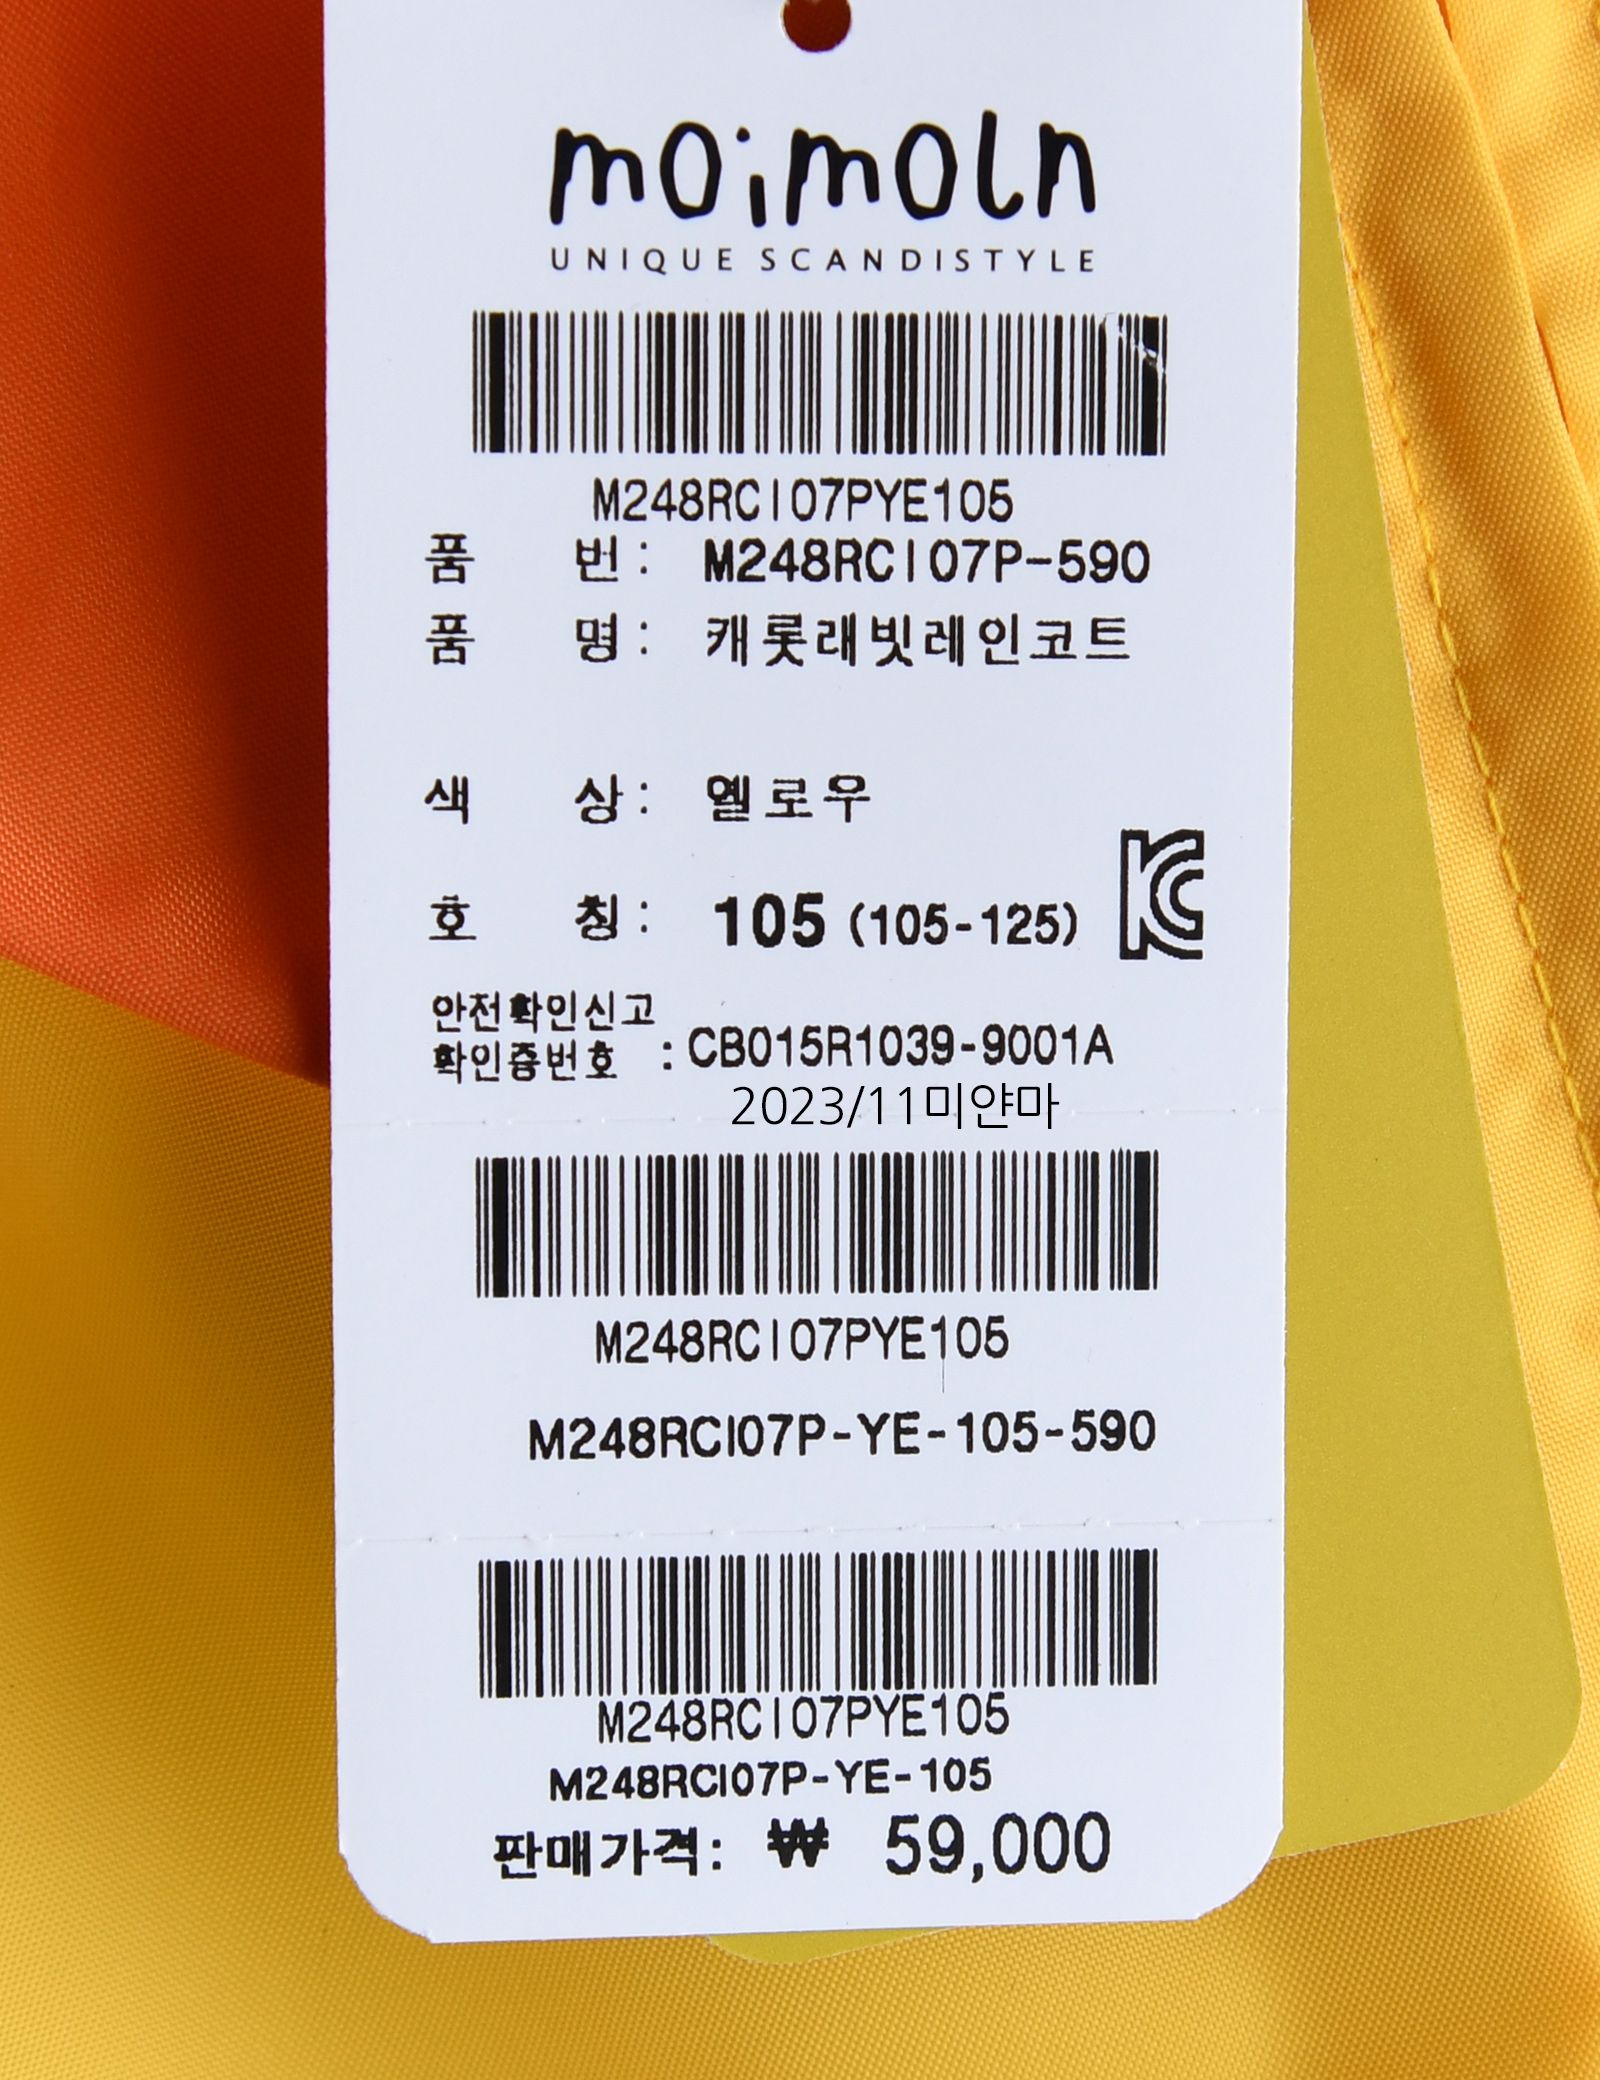 moimoln
UNIQUE SCANDISTYLE
M248RCI07PYE105
품 번: M248RCI07P-590
품 명: 캐롯래빗레인코트
색 상: 옐로우
호 칭: 105 (105-125)
안전확인신고
확인증번호 : CB015R1039-9001A
2023/11미얀마
M248RCI07PYE105
M248RCI07P-YE-105-590
M248RCI07PYE105
M248RCI07P-YE-105
판매가격: ₩ 59,000